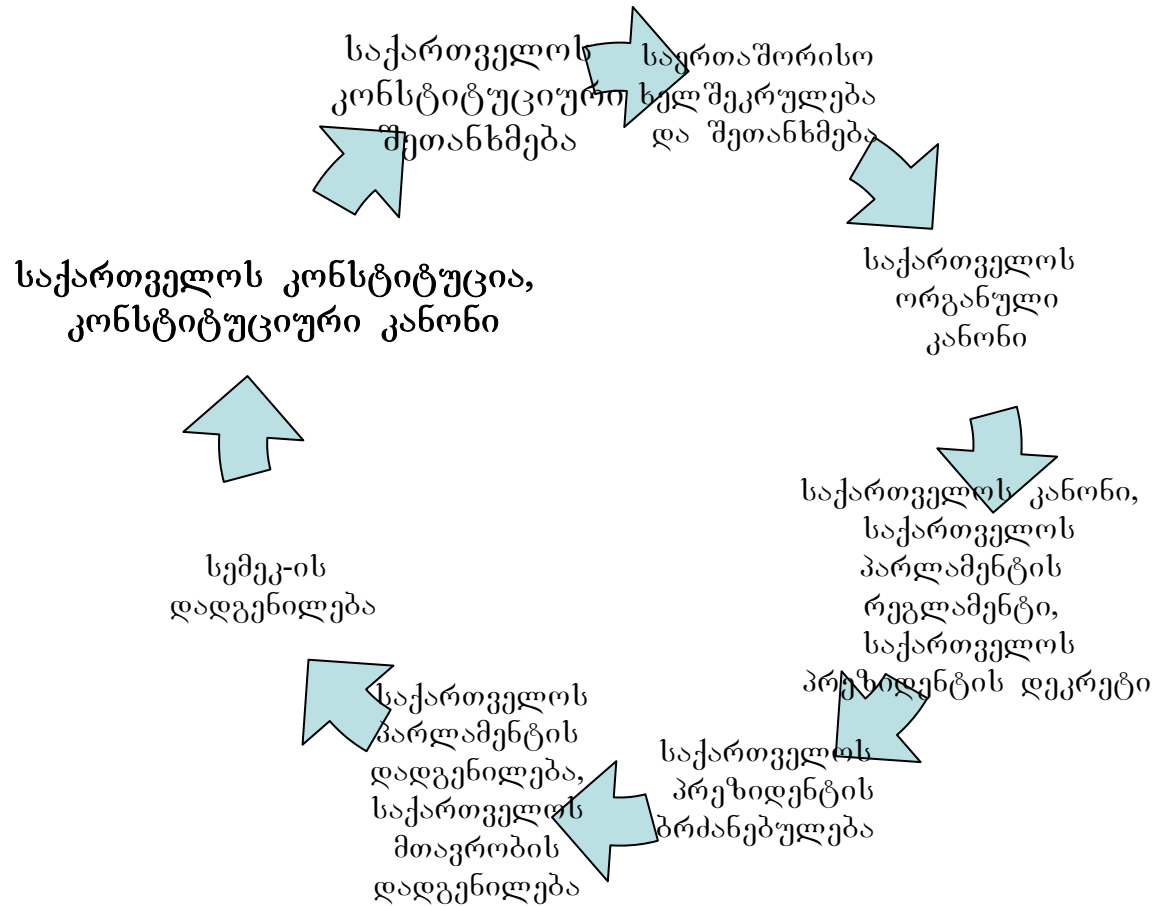 საქართველოს კონსტიტუცია,
კონსტიტუციური კანონი
საქართველოს
კონსტიტუციური
შეთანხმება
საერთაშორისო
ხელშეკრულება
და შეთანხმება
საქართველოს
ორგანული
კანონი
საქართველოს კანონი,
საქართველოს
პარლამენტის
რეგლამენტი,
საქართველოს
პრეზიდენტის დეკრეტი
საქართველოს
პრეზიდენტის
ბრძანებულება
საქართველოს
პარლამენტის
დადგენილება,
საქართველოს
მთავრობის
დადგენილება
სემეკ-ის
დადგენილება